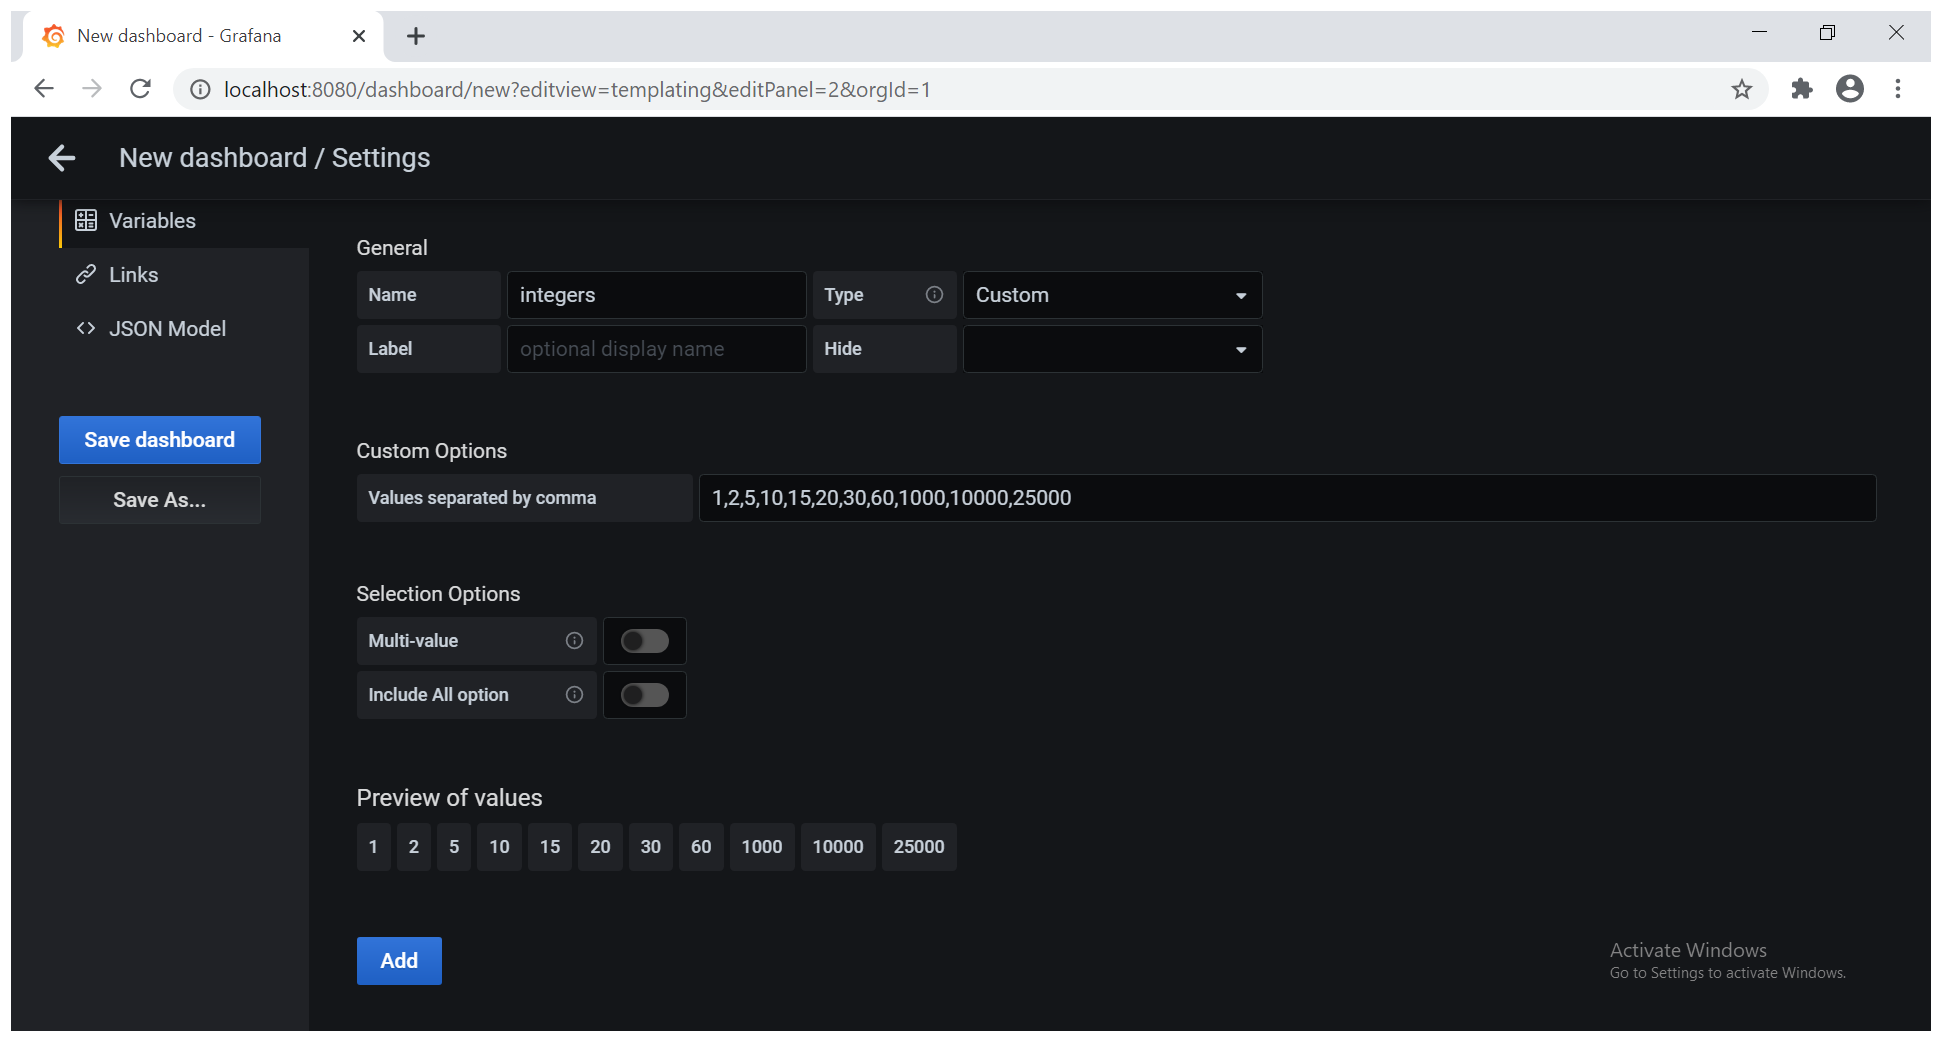 New dashboard - Grafana
localhost:8080/dashboard/new?editview=templating&editPanel=2&orgId=1
New dashboard / Settings
Variables
Links
JSON Model
Save dashboard
Save As...
General
Name integers Type Custom
Label optional display name Hide
Custom Options
Values separated by comma 1,2,5,10,15,20,30,60,1000,10000,25000
Selection Options
Multi-value
Include All option
Preview of values
1 2 5 10 15 20 30 60 1000 10000 25000
Add
Activate Windows
Go to Settings to activate Windows.